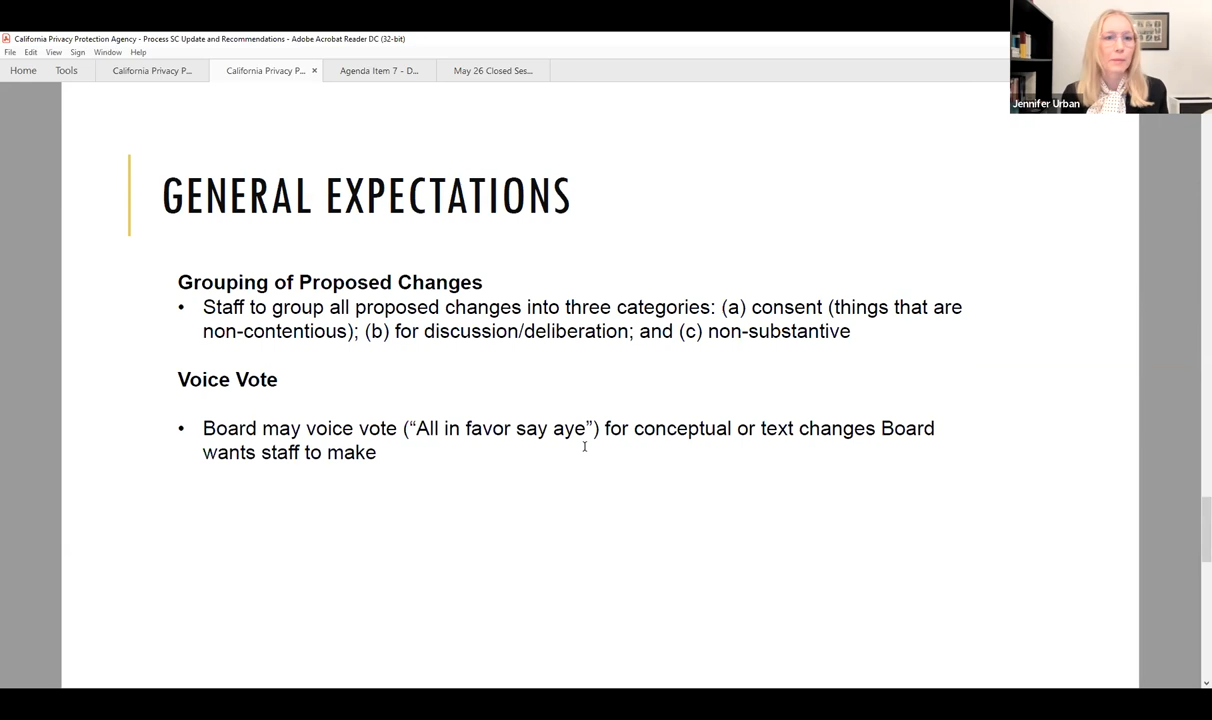 California Privacy Protection Agency - Process SC Update and Recommendations - Adobe Acrobat Reader DC (32-bit)
File Edit View Sign Window Help
Home Tools California Privacy P... California Privacy P... × Agenda Item 7 - D... May 26 Closed Ses...
Jennifer Urban
GENERAL EXPECTATIONS
Grouping of Proposed Changes
• Staff to group all proposed changes into three categories: (a) consent (things that are
non-contentious); (b) for discussion/deliberation; and (c) non-substantive
Voice Vote
• Board may voice vote (“All in favor say aye”) for conceptual or text changes Board
wants staff to make